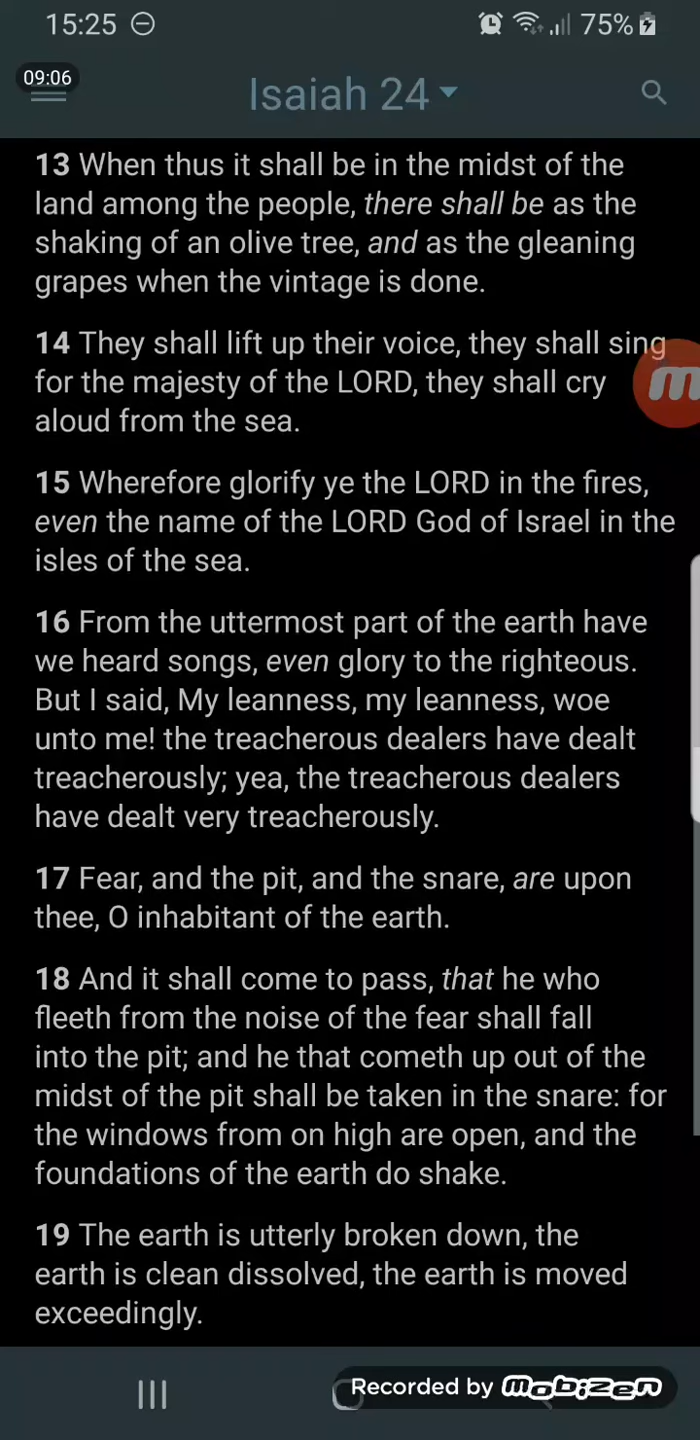 15:25 75%
09:06
Isaiah 24
13 When thus it shall be in the midst of the
land among the people, there shall be as the
shaking of an olive tree, and as the gleaning
grapes when the vintage is done.
14 They shall lift up their voice, they shall sing
for the majesty of the LORD, they shall cry
aloud from the sea.
15 Wherefore glorify ye the LORD in the fires,
even the name of the LORD God of Israel in the
isles of the sea.
16 From the uttermost part of the earth have
we heard songs, even glory to the righteous.
But I said, My leanness, my leanness, woe
unto me! the treacherous dealers have dealt
treacherously; yea, the treacherous dealers
have dealt very treacherously.
17 Fear, and the pit, and the snare, are upon
thee, O inhabitant of the earth.
18 And it shall come to pass, that he who
fleeth from the noise of the fear shall fall
into the pit; and he that cometh up out of the
midst of the pit shall be taken in the snare: for
the windows from on high are open, and the
foundations of the earth do shake.
19 The earth is utterly broken down, the
earth is clean dissolved, the earth is moved
exceedingly.
Recorded by mobizen